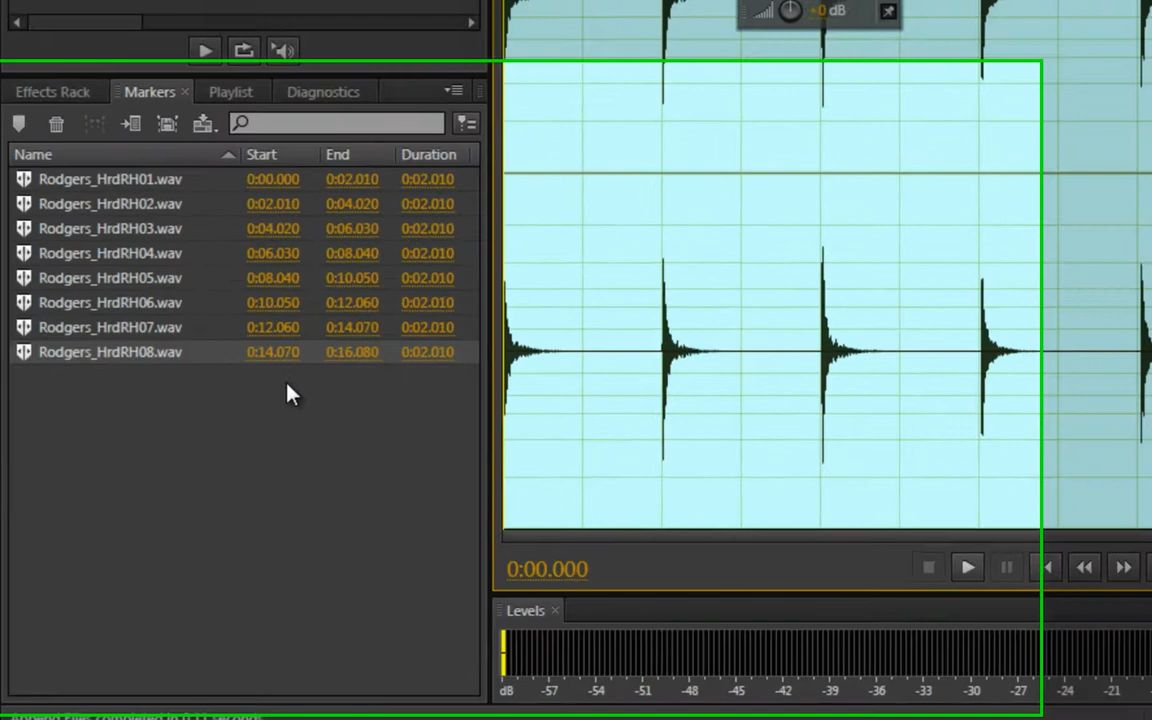 +0 dB
Effects Rack Markers × Playlist Diagnostics
Name Start End Duration
Rodgers_HrdRH01.wav 0:00.000 0:02.010 0:02.010
Rodgers_HrdRH02.wav 0:02.010 0:04.020 0:02.010
Rodgers_HrdRH03.wav 0:04.020 0:06.030 0:02.010
Rodgers_HrdRH04.wav 0:06.030 0:08.040 0:02.010
Rodgers_HrdRH05.wav 0:08.040 0:10.050 0:02.010
Rodgers_HrdRH06.wav 0:10.050 0:12.060 0:02.010
Rodgers_HrdRH07.wav 0:12.060 0:14.070 0:02.010
Rodgers_HrdRH08.wav 0:14.070 0:16.080 0:02.010
0:00.000
Levels ×
dB -57 -54 -51 -48 -45 -42 -39 -36 -33 -30 -27 -24 -21